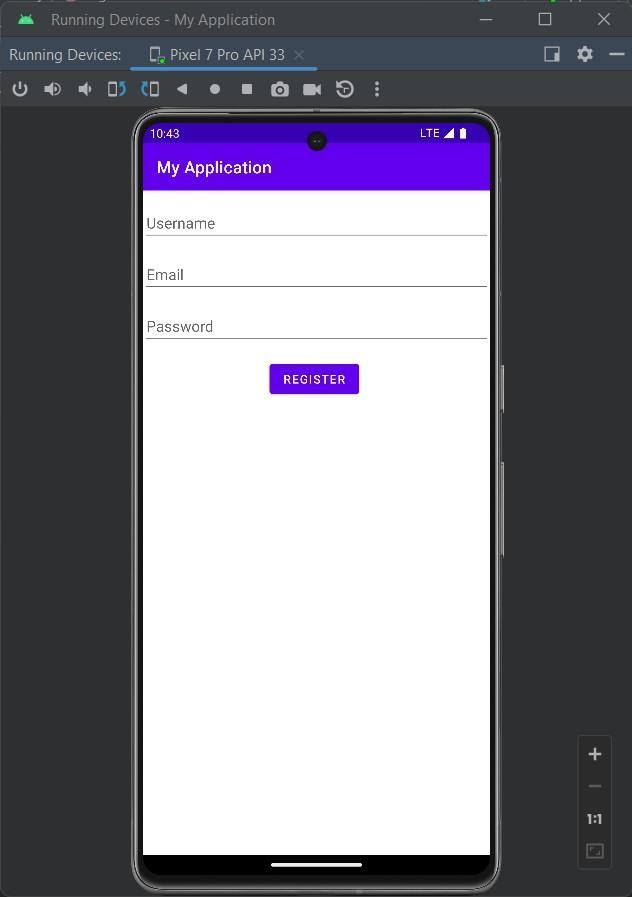 Running Devices - My Application
Running Devices: Pixel 7 Pro API 33
10:43 LTE
My Application
Username
Email
Password
REGISTER
1:1